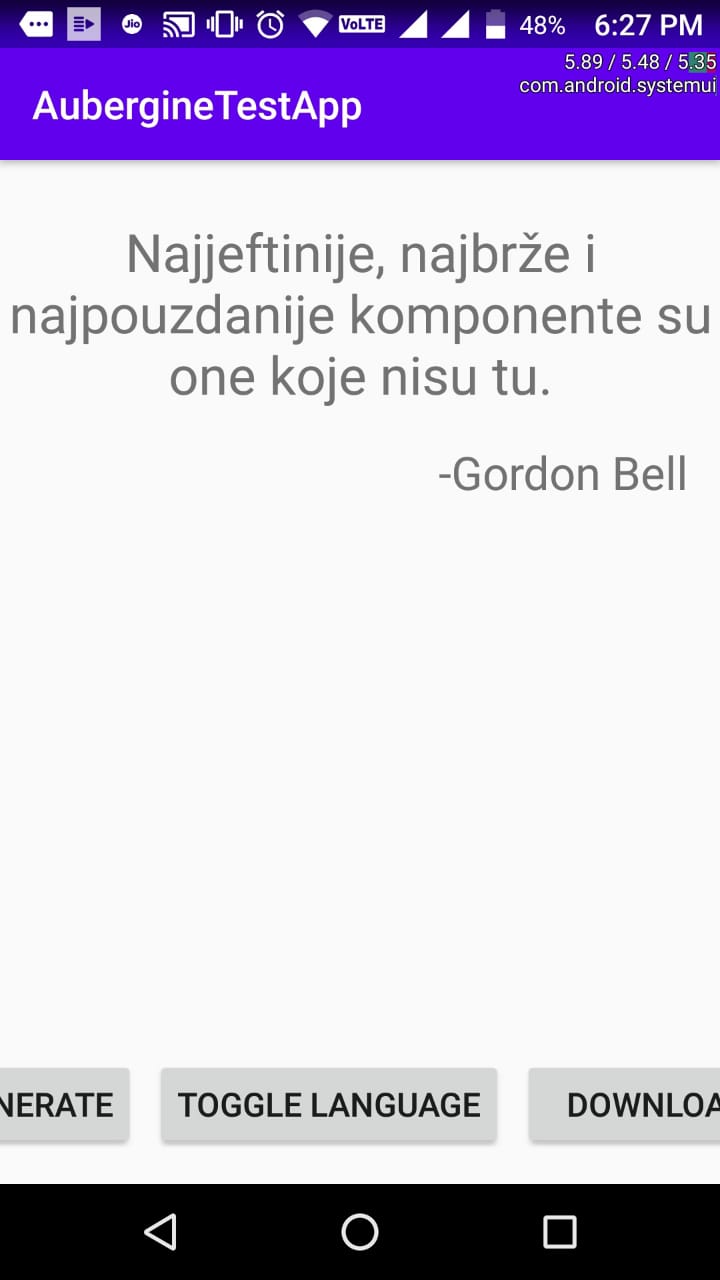 Jio VoLTE 48% 6:27 PM
5.89 / 5.48 / 5.35
com.android.systemui
AubergineTestApp
Najjeftinije, najbrže i
najpouzdanije komponente su
one koje nisu tu.
-Gordon Bell
NERATE TOGGLE LANGUAGE DOWNLOA